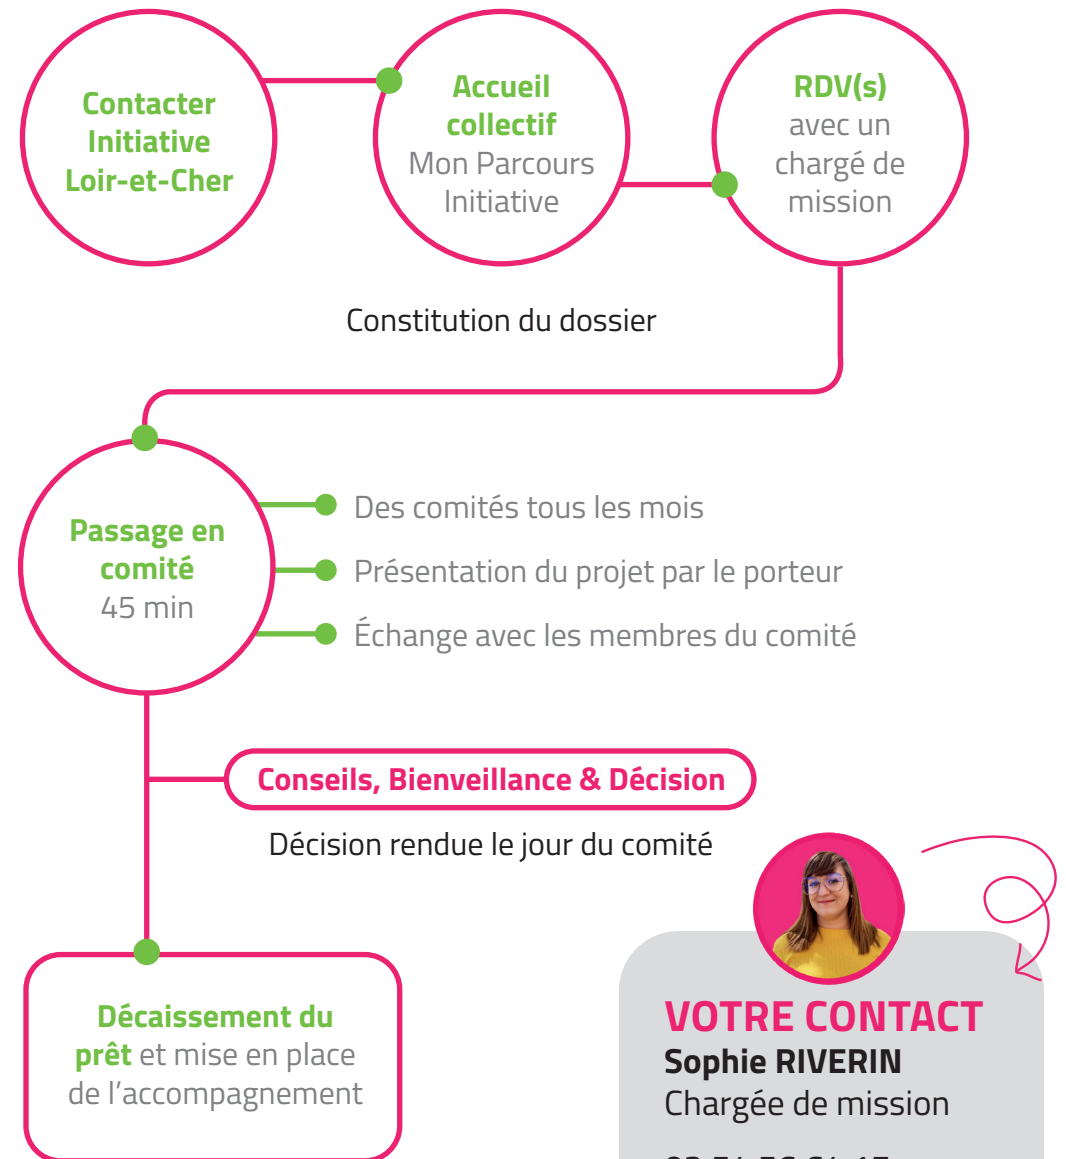 Contacter
Initiative
Loir-et-Cher
Accueil
collectif
Mon Parcours
Initiative
RDV(s)
avec un
chargé de
mission
Constitution du dossier
Passage en
comité
45 min
Des comités tous les mois
Présentation du projet par le porteur
Échange avec les membres du comité
Conseils, Bienveillance & Décision
Décision rendue le jour du comité
Décaissement du
prêt et mise en place
de l’accompagnement
VOTRE CONTACT
Sophie RIVERIN
Chargée de mission